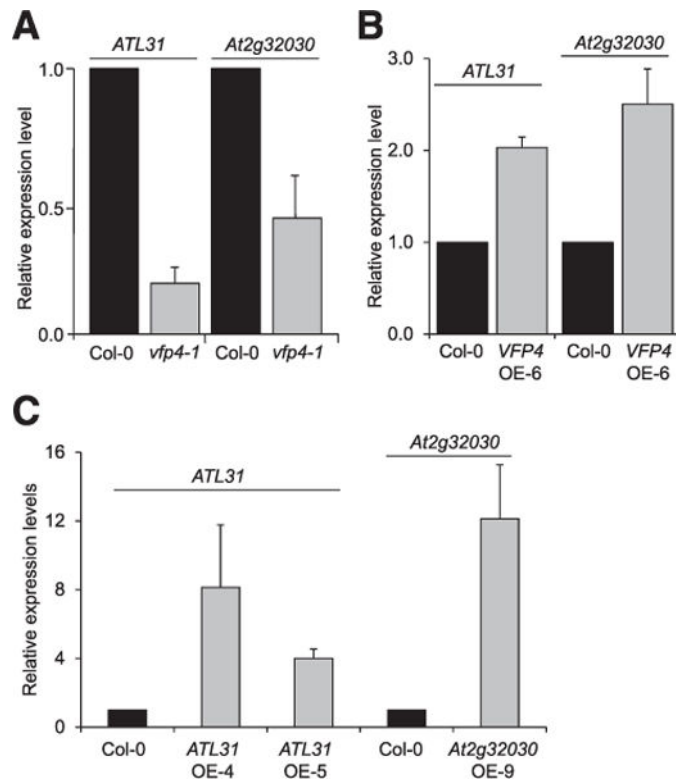 A
ATL31 At2g32030
Relative expression level
1.0
0.5
0.0
Col-0 vfp4-1 Col-0 vfp4-1
B
At2g32030
ATL31
Relative expression level
3.0
2.0
1.0
0.0
Col-0 VFP4 Col-0 VFP4
OE-6 OE-6
C
At2g32030
ATL31
Relative expression levels
16
12
8
4
0
Col-0 ATL31 ATL31 Col-0 At2g32030
OE-4 OE-5 OE-9